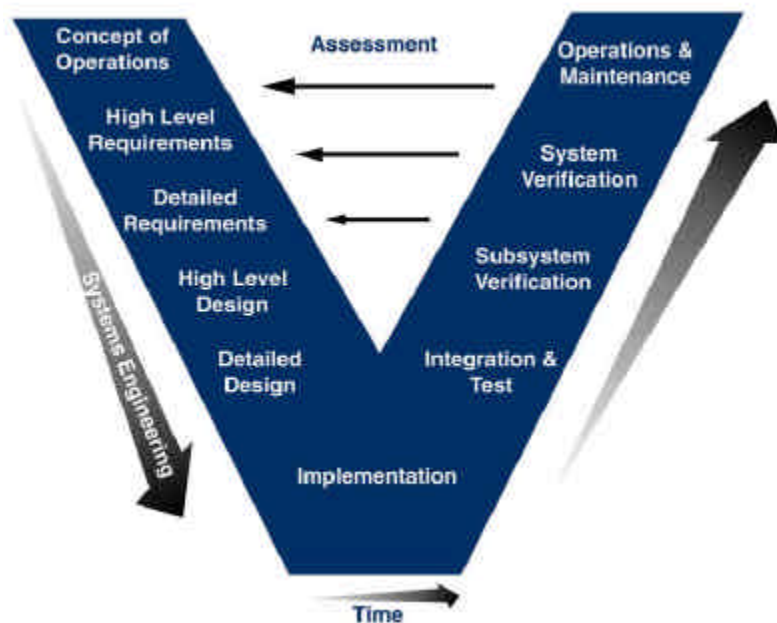 Concept of
Operations
High Level
Requirements
Detailed
Requirements
High Level
Design
Detailed
Design
Implementation
Integration &
Test
Subsystem
Verification
System
Verification
Operations &
Maintenance
Assessment
Systems Engineering
Time